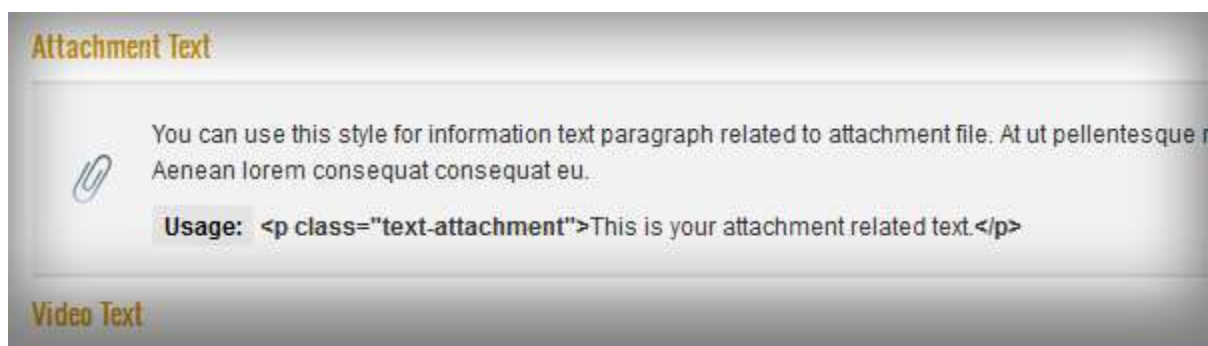 Attachment Text
You can use this style for information text paragraph related to attachment file. At ut pellentesque
Aenean lorem consequat consequat eu.
Usage: <p class="text-attachment">This is your attachment related text.</p>
Video Text